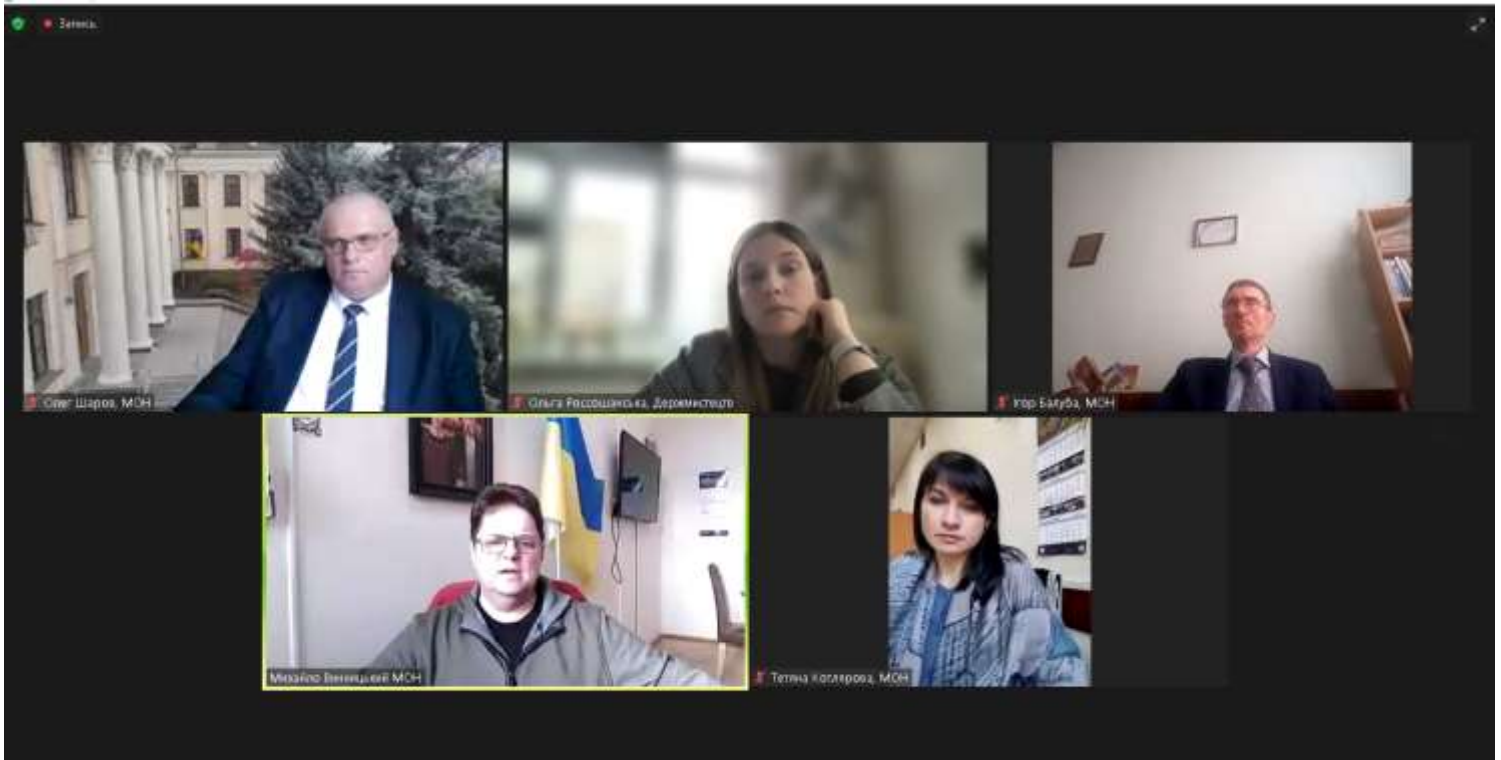 Запись
Олег Шаров, МОН
Ольга Россошанська, Держмистецтв
Ігор Балуба, МОН
Михайло Винницький МОН
Тетяна Котлярова, МОН